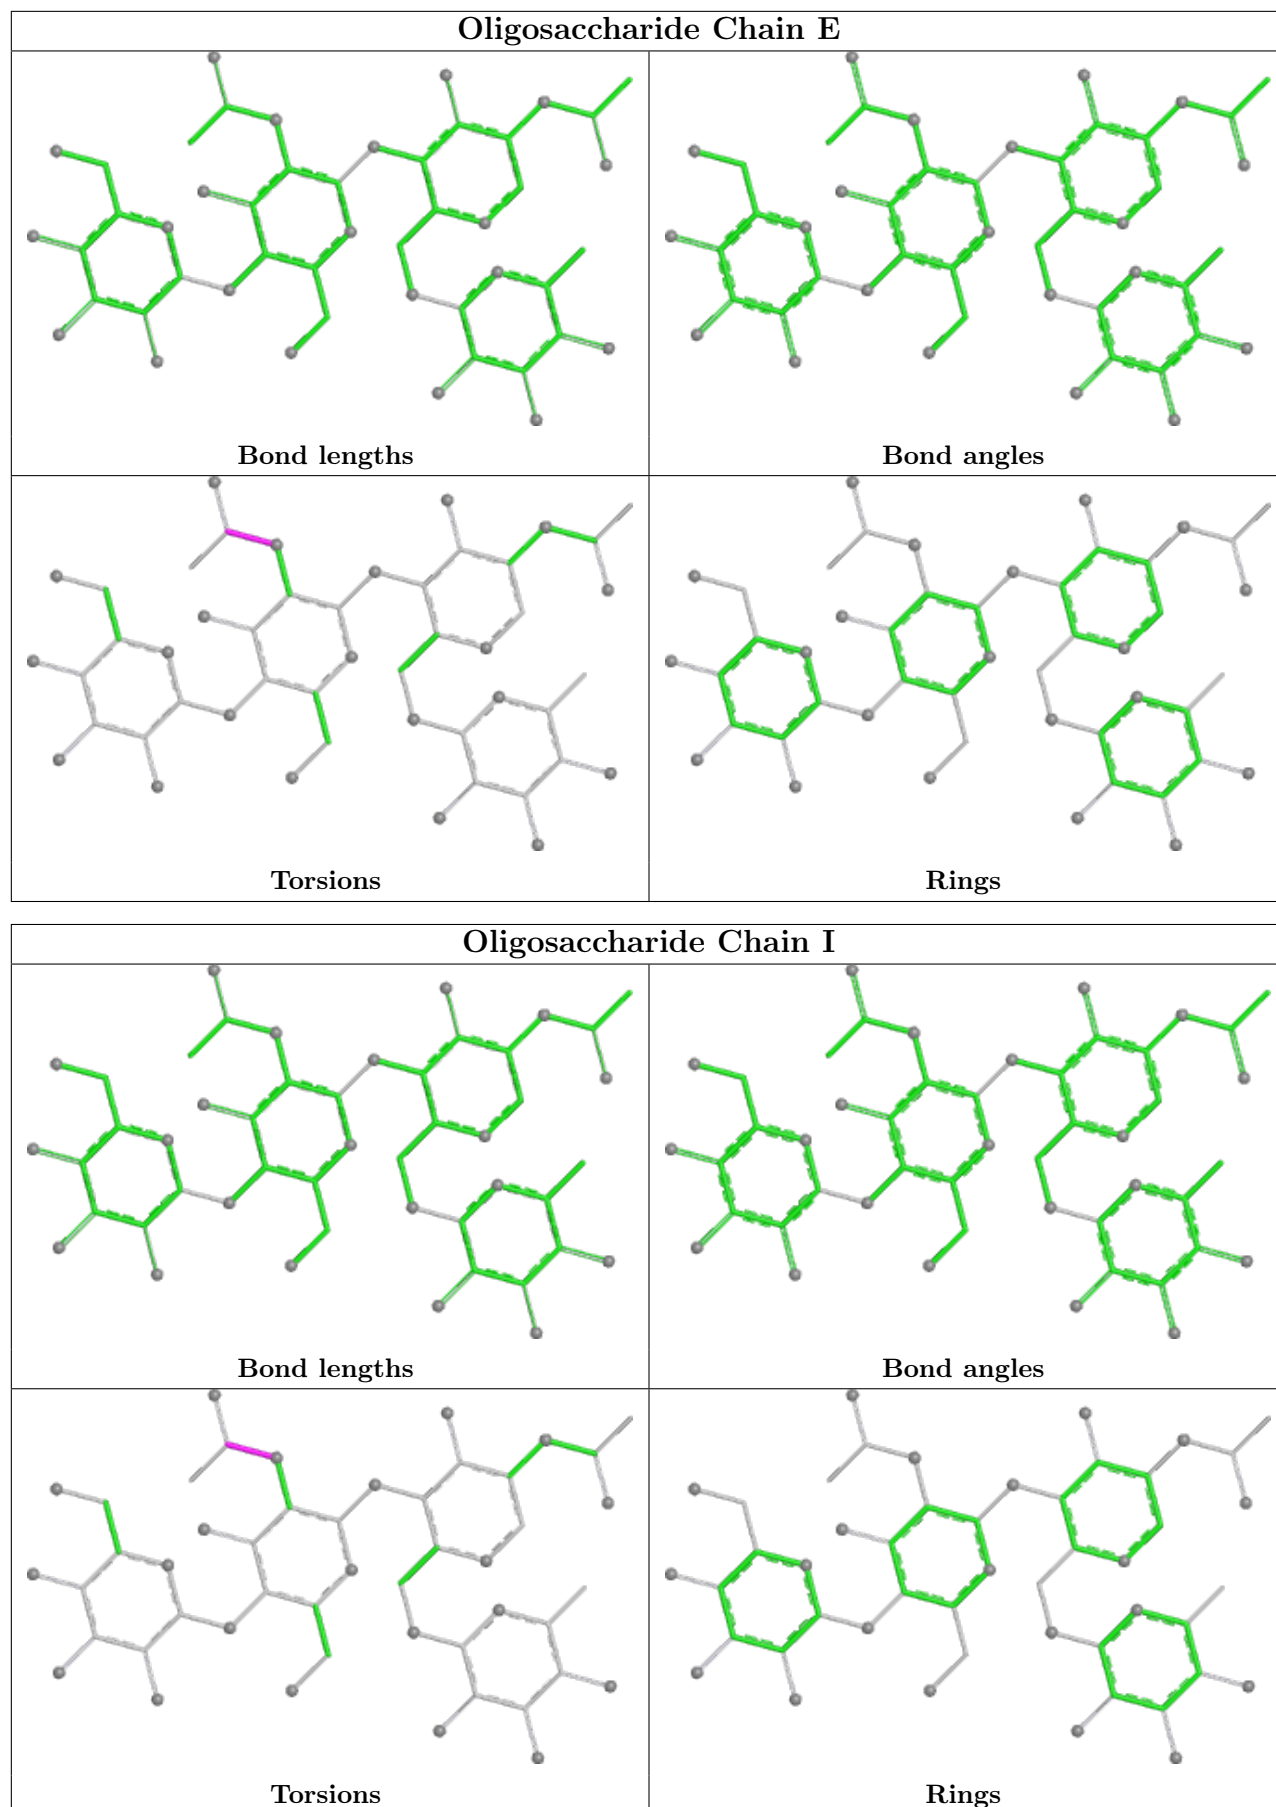 Oligosaccharide Chain E
Bond lengths
Bond angles
Torsions
Rings
Oligosaccharide Chain I
Bond lengths
Bond angles
Torsions
Rings